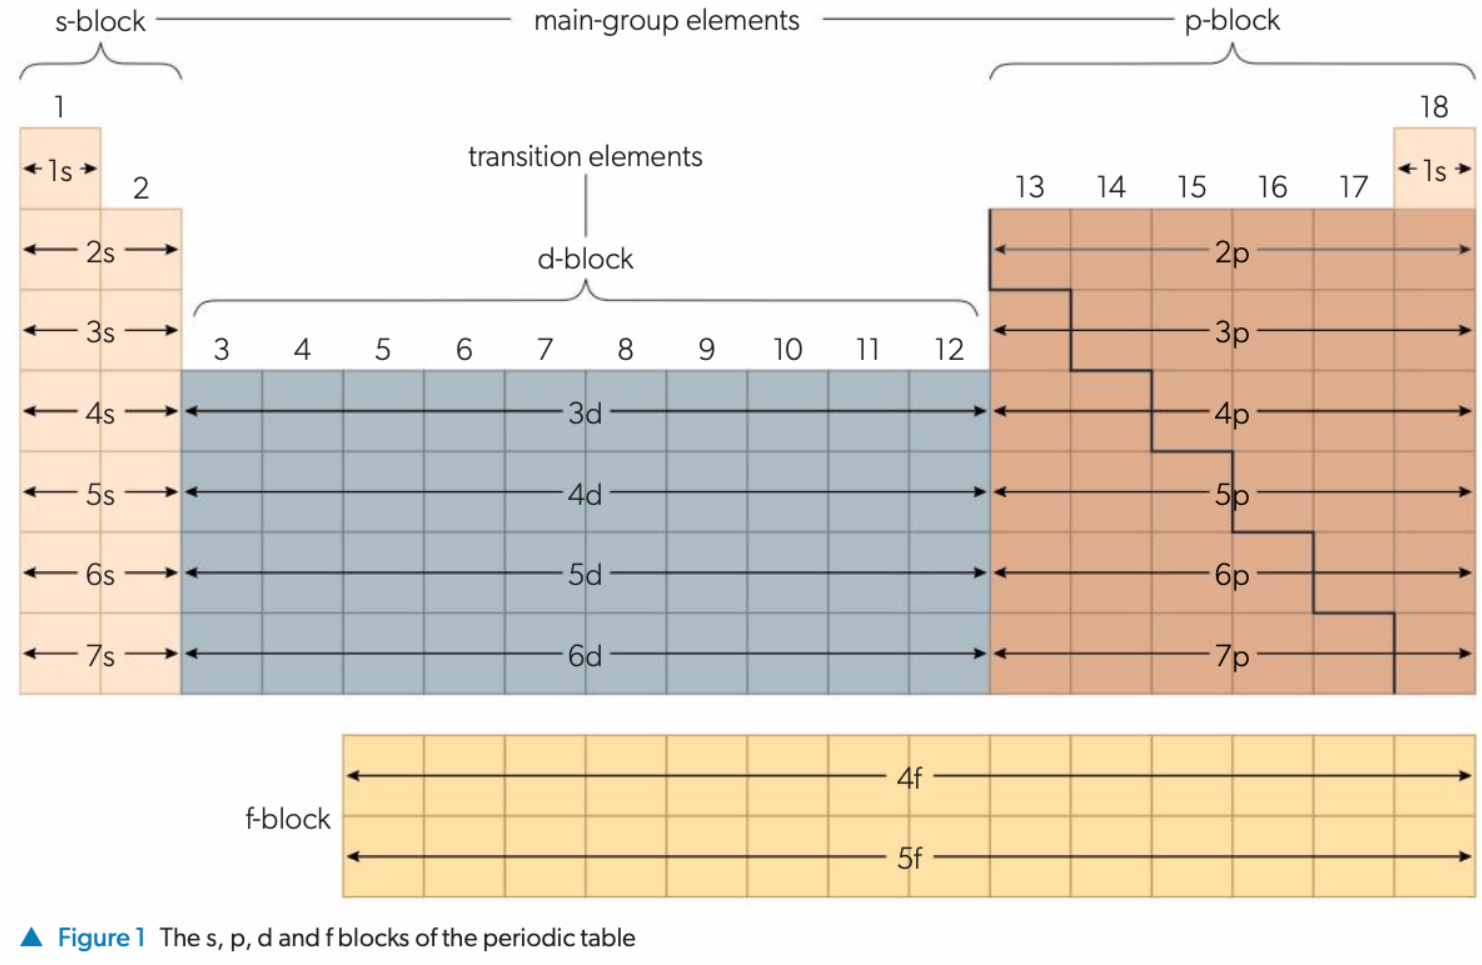 s-block main-group elements p-block
1 18
1s transition elements 1s
2 13 14 15 16 17
2s d-block 2p
3s 3p
3 4 5 6 7 8 9 10 11 12
4s 3d 4p
5s 4d 5p
6s 5d 6p
7s 6d 7p
4f
f-block
5f
Figure 1 The s, p, d and f blocks of the periodic table